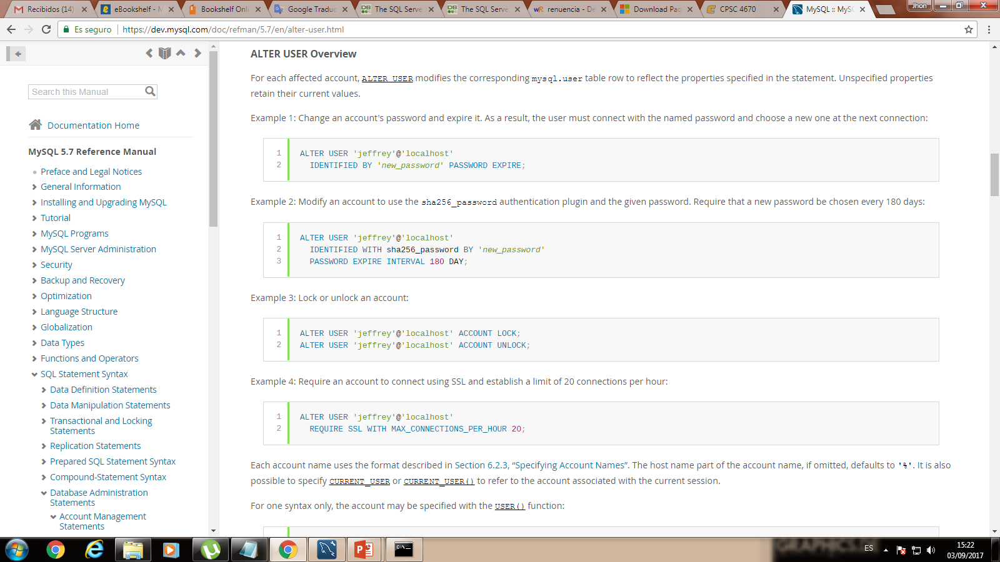 Recibidos (14)
eBookshelf - M
Bookshelf Onli
Google Traduc
The SQL Serve
The SQL Serve
renuencia - De
Download Pac
CPSC 4670
MySQL :: MyS
Jhon
Es seguro
https://dev.mysql.com/doc/refman/5.7/en/alter-user.html
Search this Manual
Documentation Home
MySQL 5.7 Reference Manual
Preface and Legal Notices
General Information
Installing and Upgrading MySQL
Tutorial
MySQL Programs
MySQL Server Administration
Security
Backup and Recovery
Optimization
Language Structure
Globalization
Data Types
Functions and Operators
SQL Statement Syntax
Data Definition Statements
Data Manipulation Statements
Transactional and Locking
Statements
Replication Statements
Prepared SQL Statement Syntax
Compound-Statement Syntax
Database Administration
Statements
Account Management
Statements
ALTER USER Overview
For each affected account, ALTER USER modifies the corresponding mysql.user table row to reflect the properties specified in the statement. Unspecified properties
retain their current values.
Example 1: Change an account's password and expire it. As a result, the user must connect with the named password and choose a new one at the next connection:
1 ALTER USER 'jeffrey'@'localhost'
2 IDENTIFIED BY 'new_password' PASSWORD EXPIRE;
Example 2: Modify an account to use the sha256_password authentication plugin and the given password. Require that a new password be chosen every 180 days:
1 ALTER USER 'jeffrey'@'localhost'
2 IDENTIFIED WITH sha256_password BY 'new_password'
3 PASSWORD EXPIRE INTERVAL 180 DAY;
Example 3: Lock or unlock an account:
1 ALTER USER 'jeffrey'@'localhost' ACCOUNT LOCK;
2 ALTER USER 'jeffrey'@'localhost' ACCOUNT UNLOCK;
Example 4: Require an account to connect using SSL and establish a limit of 20 connections per hour:
1 ALTER USER 'jeffrey'@'localhost'
2 REQUIRE SSL WITH MAX_CONNECTIONS_PER_HOUR 20;
Each account name uses the format described in Section 6.2.3, “Specifying Account Names”. The host name part of the account name, if omitted, defaults to '%'. It is also
possible to specify CURRENT_USER or CURRENT_USER() to refer to the account associated with the current session.
For one syntax only, the account may be specified with the USER() function:
ES
15:22
03/09/2017